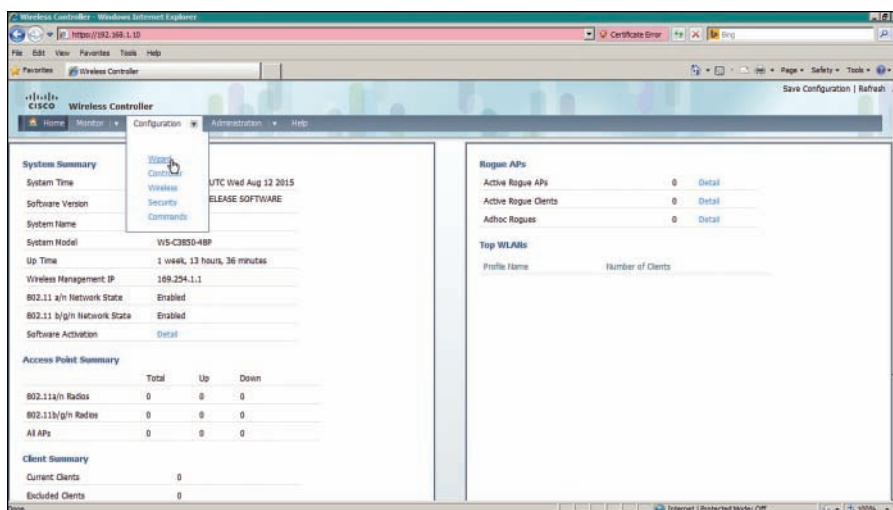 Wireless Controller - Windows Internet Explorer
https://192.168.1.10
Certificate Error
Bing
File Edit View Favorites Tools Help
Favorites Wireless Controller
Page Safety Tools
Save Configuration | Refresh
CISCO Wireless Controller
Home Monitor Configuration Administration Help
Wizard
Controller
Wireless
Security
Commands
System Summary
System Time UTC Wed Aug 12 2015
Software Version ELEASE SOFTWARE
System Name
System Model WS-C3850-48P
Up Time 1 week, 13 hours, 36 minutes
Wireless Management IP 169.254.1.1
802.11 a/n Network State Enabled
802.11 b/g/n Network State Enabled
Software Activation Detail
Access Point Summary
Total Up Down
802.11a/n Radios 0 0 0
802.11b/g/n Radios 0 0 0
All APs 0 0 0
Client Summary
Current Clients 0
Excluded Clients 0
Rogue APs
Active Rogue APs 0 Detail
Active Rogue Clients 0 Detail
Adhoc Rogues 0 Detail
Top WLANs
Profile Name Number of Clients
Done
Internet | Protected Mode: Off
100%